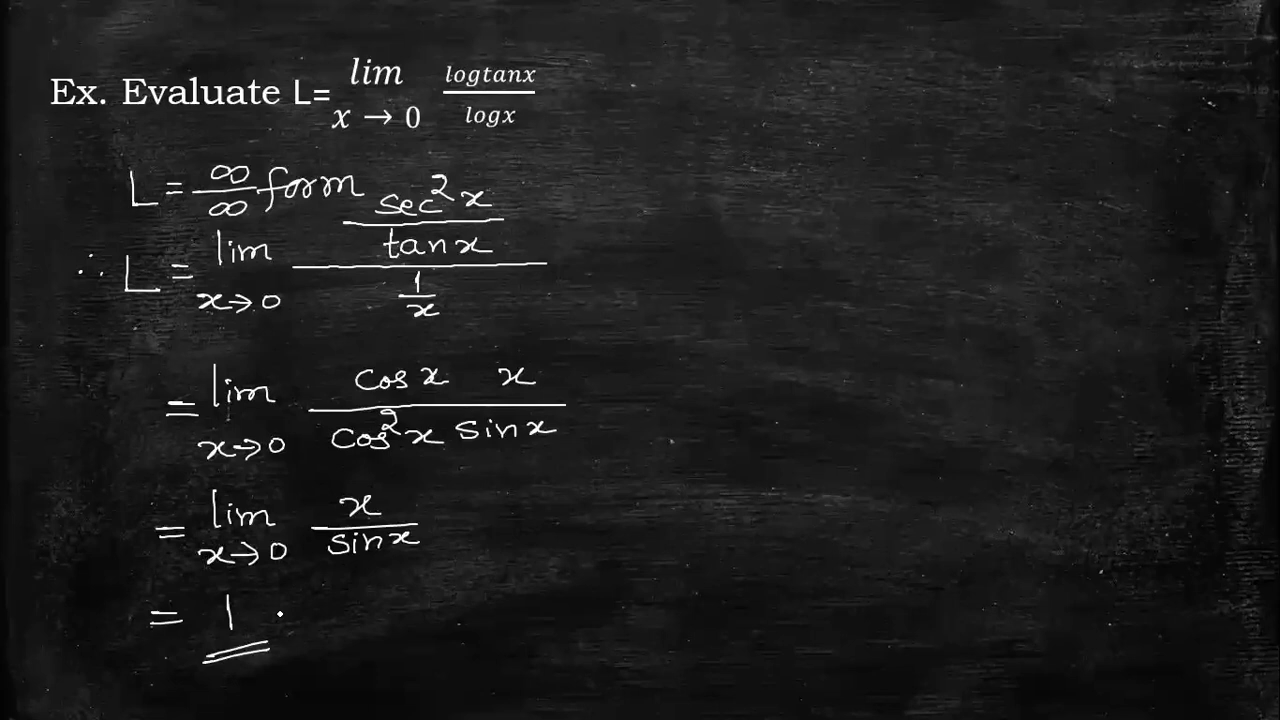 Ex. Evaluate L= lim x → 0 logtanx / logx
L = ∞/∞ form
∴ L = lim x→0 (sec²x / tanx) / (1/x)
= lim x→0 cosx x / cos²x sinx
= lim x→0 x / sinx
= 1 .